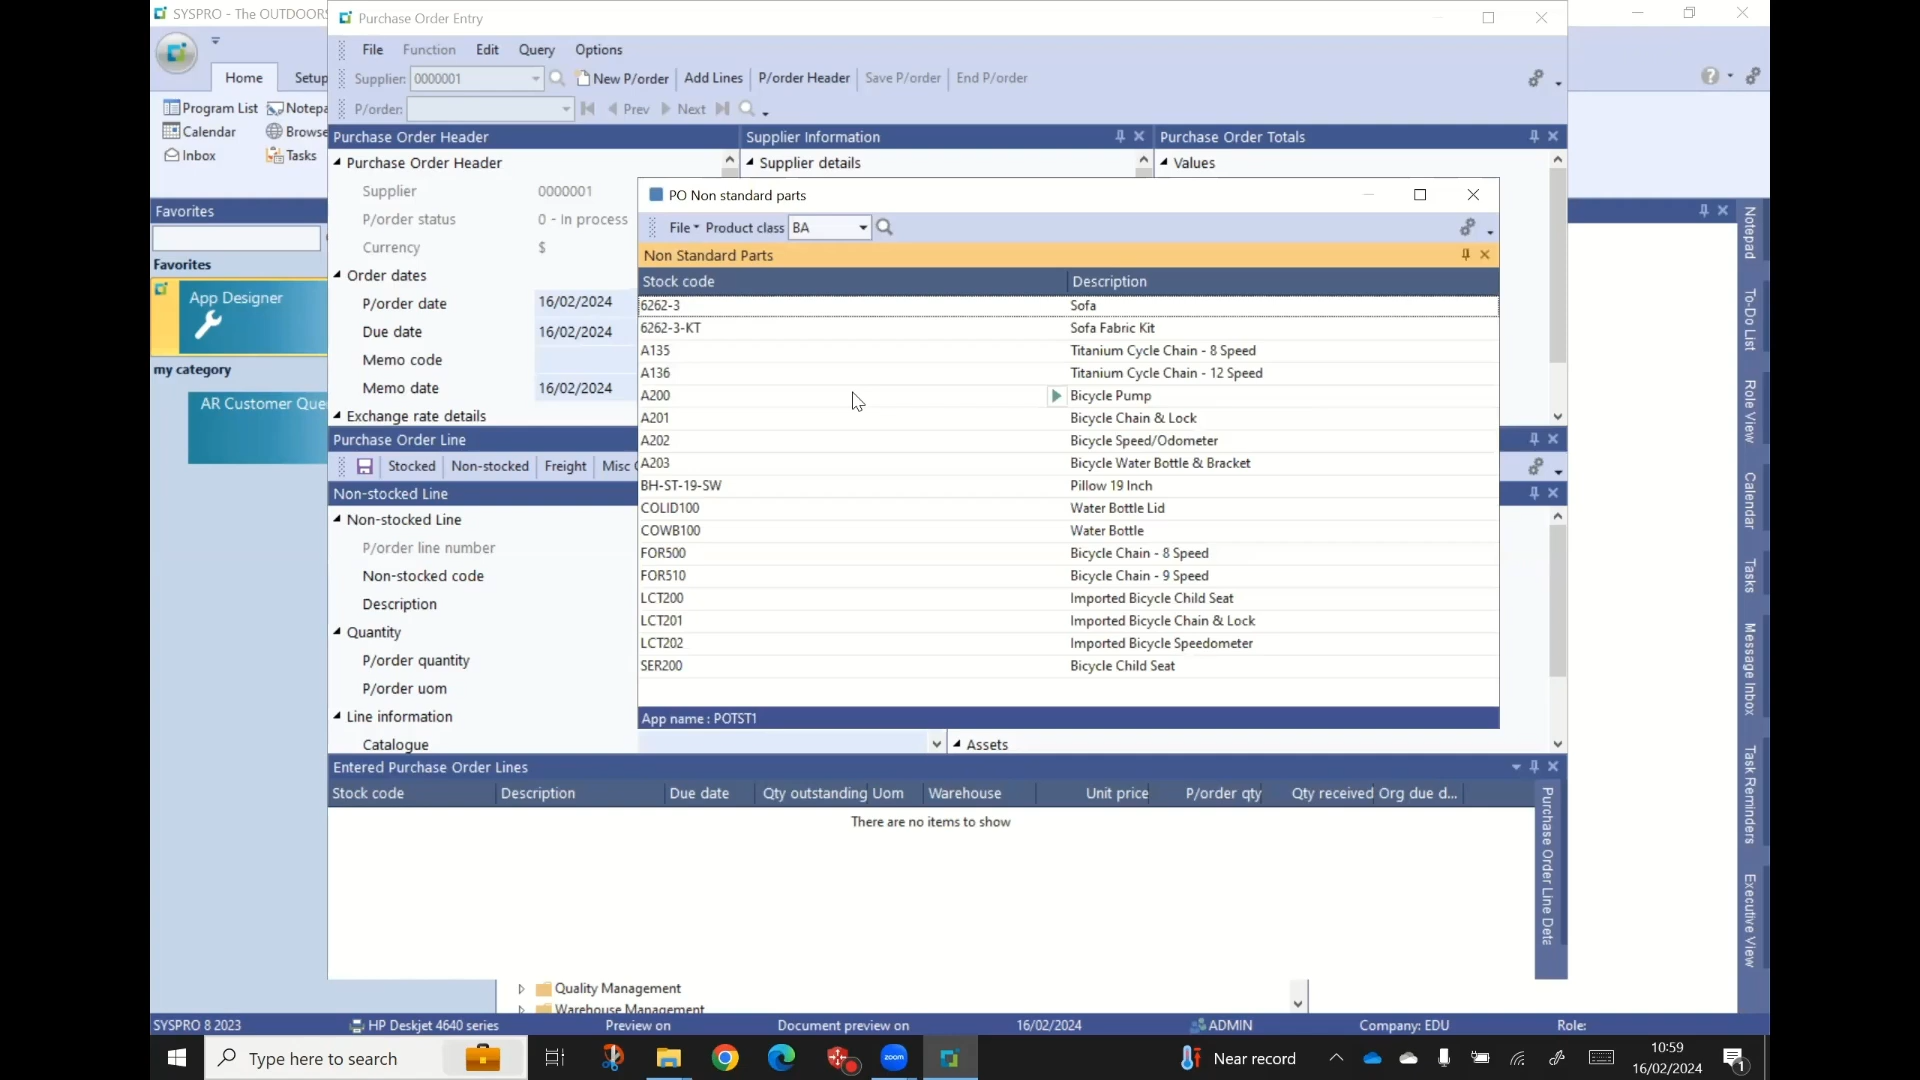 SYSPRO - The OUTDOORS
Purchase Order Entry
File Function Edit Query Options
Home Setup
Supplier: 0000001 New P/order Add Lines P/order Header Save P/order End P/order
Program List Notepa
P/order: Prev Next
Calendar Browse
Purchase Order Header Supplier Information Purchase Order Totals
Inbox Tasks
Purchase Order Header Supplier details Values
Supplier 0000001
PO Non standard parts
Favorites
P/order status 0 - In process
File Product class BA
Currency $
Non Standard Parts
Favorites
Order dates
Stock code Description
App Designer
P/order date 16/02/2024
6262-3 Sofa
Due date 16/02/2024
6262-3-KT Sofa Fabric Kit
A135 Titanium Cycle Chain - 8 Speed
my category
Memo code
A136 Titanium Cycle Chain - 12 Speed
Memo date 16/02/2024
A200 Bicycle Pump
AR Customer Que
Exchange rate details
A201 Bicycle Chain & Lock
Purchase Order Line
A202 Bicycle Speed/Odometer
Stocked Non-stocked Freight Misc C
A203 Bicycle Water Bottle & Bracket
Non-stocked Line
BH-ST-19-SW Pillow 19 Inch
Non-stocked Line
COLID100 Water Bottle Lid
COWB100 Water Bottle
P/order line number
FOR500 Bicycle Chain - 8 Speed
Non-stocked code
FOR510 Bicycle Chain - 9 Speed
Description
LCT200 Imported Bicycle Child Seat
Quantity
LCT201 Imported Bicycle Chain & Lock
P/order quantity
LCT202 Imported Bicycle Speedometer
SER200 Bicycle Child Seat
P/order uom
Line information
App name : POTST1
Catalogue Assets
Entered Purchase Order Lines
Stock code Description Due date Qty outstanding Uom Warehouse Unit price P/order qty Qty received Org due d...
There are no items to show
Purchase Order Line Deta
Notepad
To-Do List
Role View
Calendar
Tasks
Message Inbox
Task Reminders
Executive View
Quality Management
Warehouse Management
SYSPRO 8 2023 HP Deskjet 4640 series Preview on Document preview on 16/02/2024 ADMIN Company: EDU Role:
Type here to search
zoom
Near record
10:59
16/02/2024
1